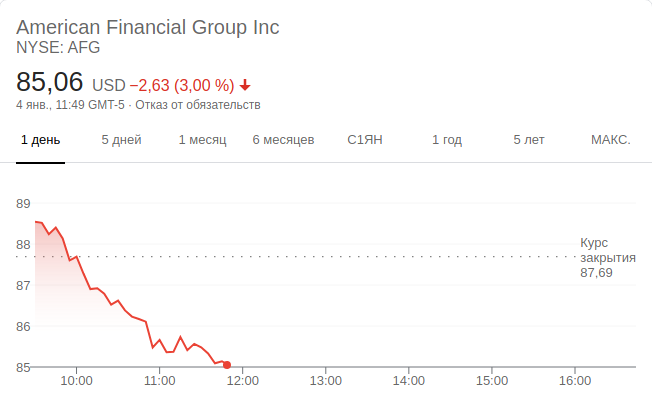 American Financial Group Inc
NYSE: AFG
85,06 USD −2,63 (3,00 %)
4 янв., 11:49 GMT-5 · Отказ от обязательств
1 день 5 дней 1 месяц 6 месяцев С1ЯН 1 год 5 лет МАКС.
89
88
Курс
закрытия
87,69
87
86
85
10:00 11:00 12:00 13:00 14:00 15:00 16:00